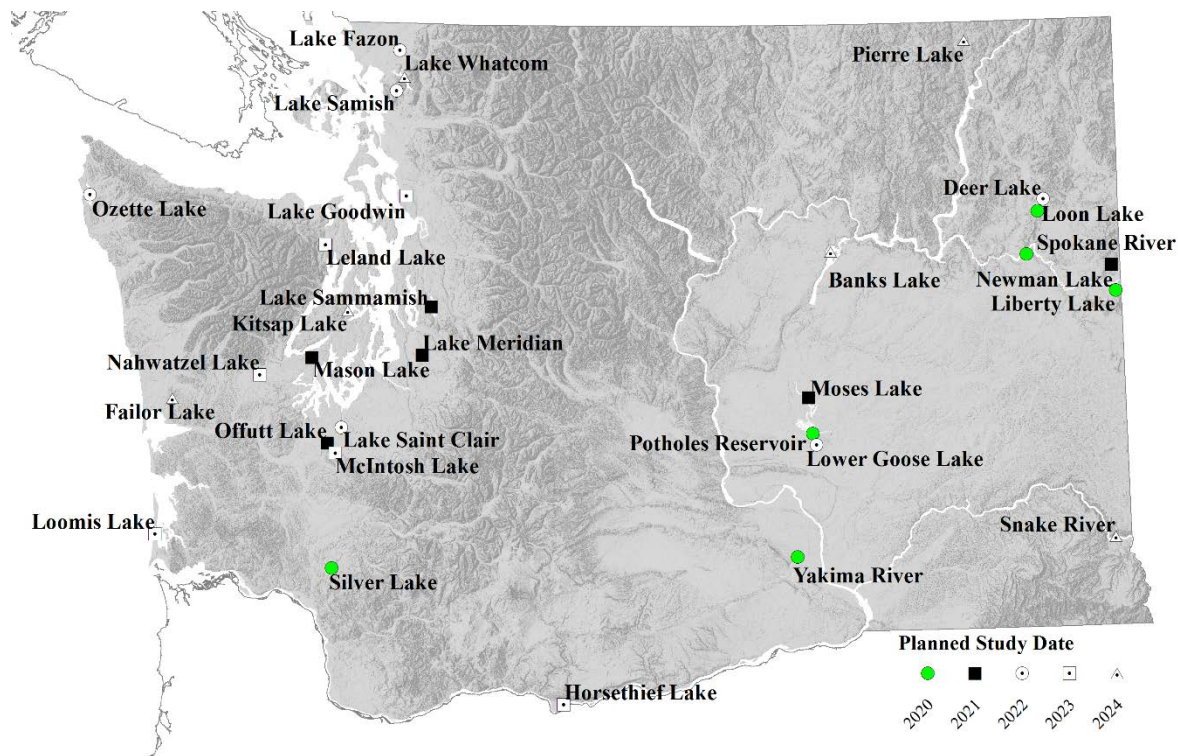 Lake Fazon
Lake Whatcom
Pierre Lake
Lake Samish
Deer Lake
Ozette Lake
Lake Goodwin
Loon Lake
Leland Lake
Spokane River
Banks Lake
Newman Lake
Lake Sammamish
Liberty Lake
Kitsap Lake
Lake Meridian
Nahwatzel Lake
Mason Lake
Moses Lake
Failor Lake
Offutt Lake
Lake Saint Clair
Potholes Reservoir
McIntosh Lake
Lower Goose Lake
Loomis Lake
Snake River
Silver Lake
Yakima River
Planned Study Date
Horsethief Lake
2020
2021
2022
2023
2024